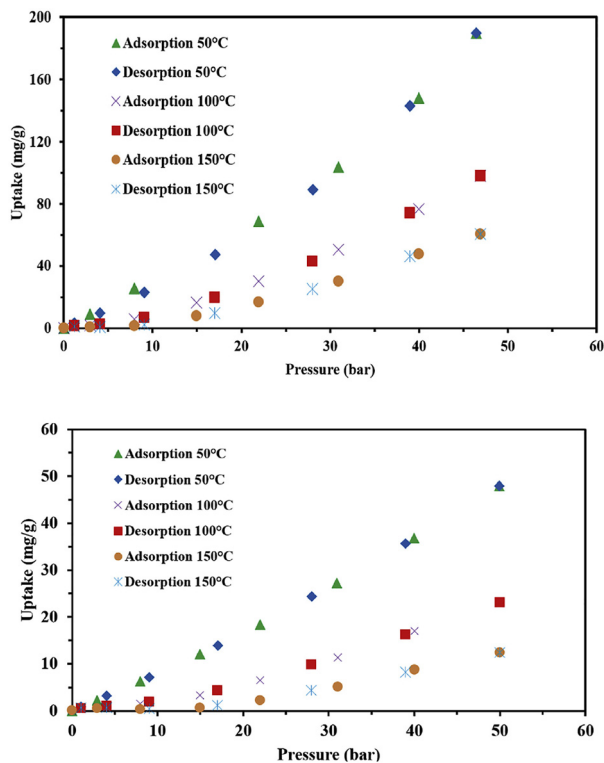 200
160
120
80
40
0
Uptake (mg/g)
Adsorption 50°C
Desorption 50°C
Adsorption 100°C
Desorption 100°C
Adsorption 150°C
Desorption 150°C
0 10 20 30 40 50 60
Pressure (bar)
60
50
40
30
20
10
0
Uptake (mg/g)
Adsorption 50°C
Desorption 50°C
Adsorption 100°C
Desorption 100°C
Adsorption 150°C
Desorption 150°C
0 10 20 30 40 50 60
Pressure (bar)